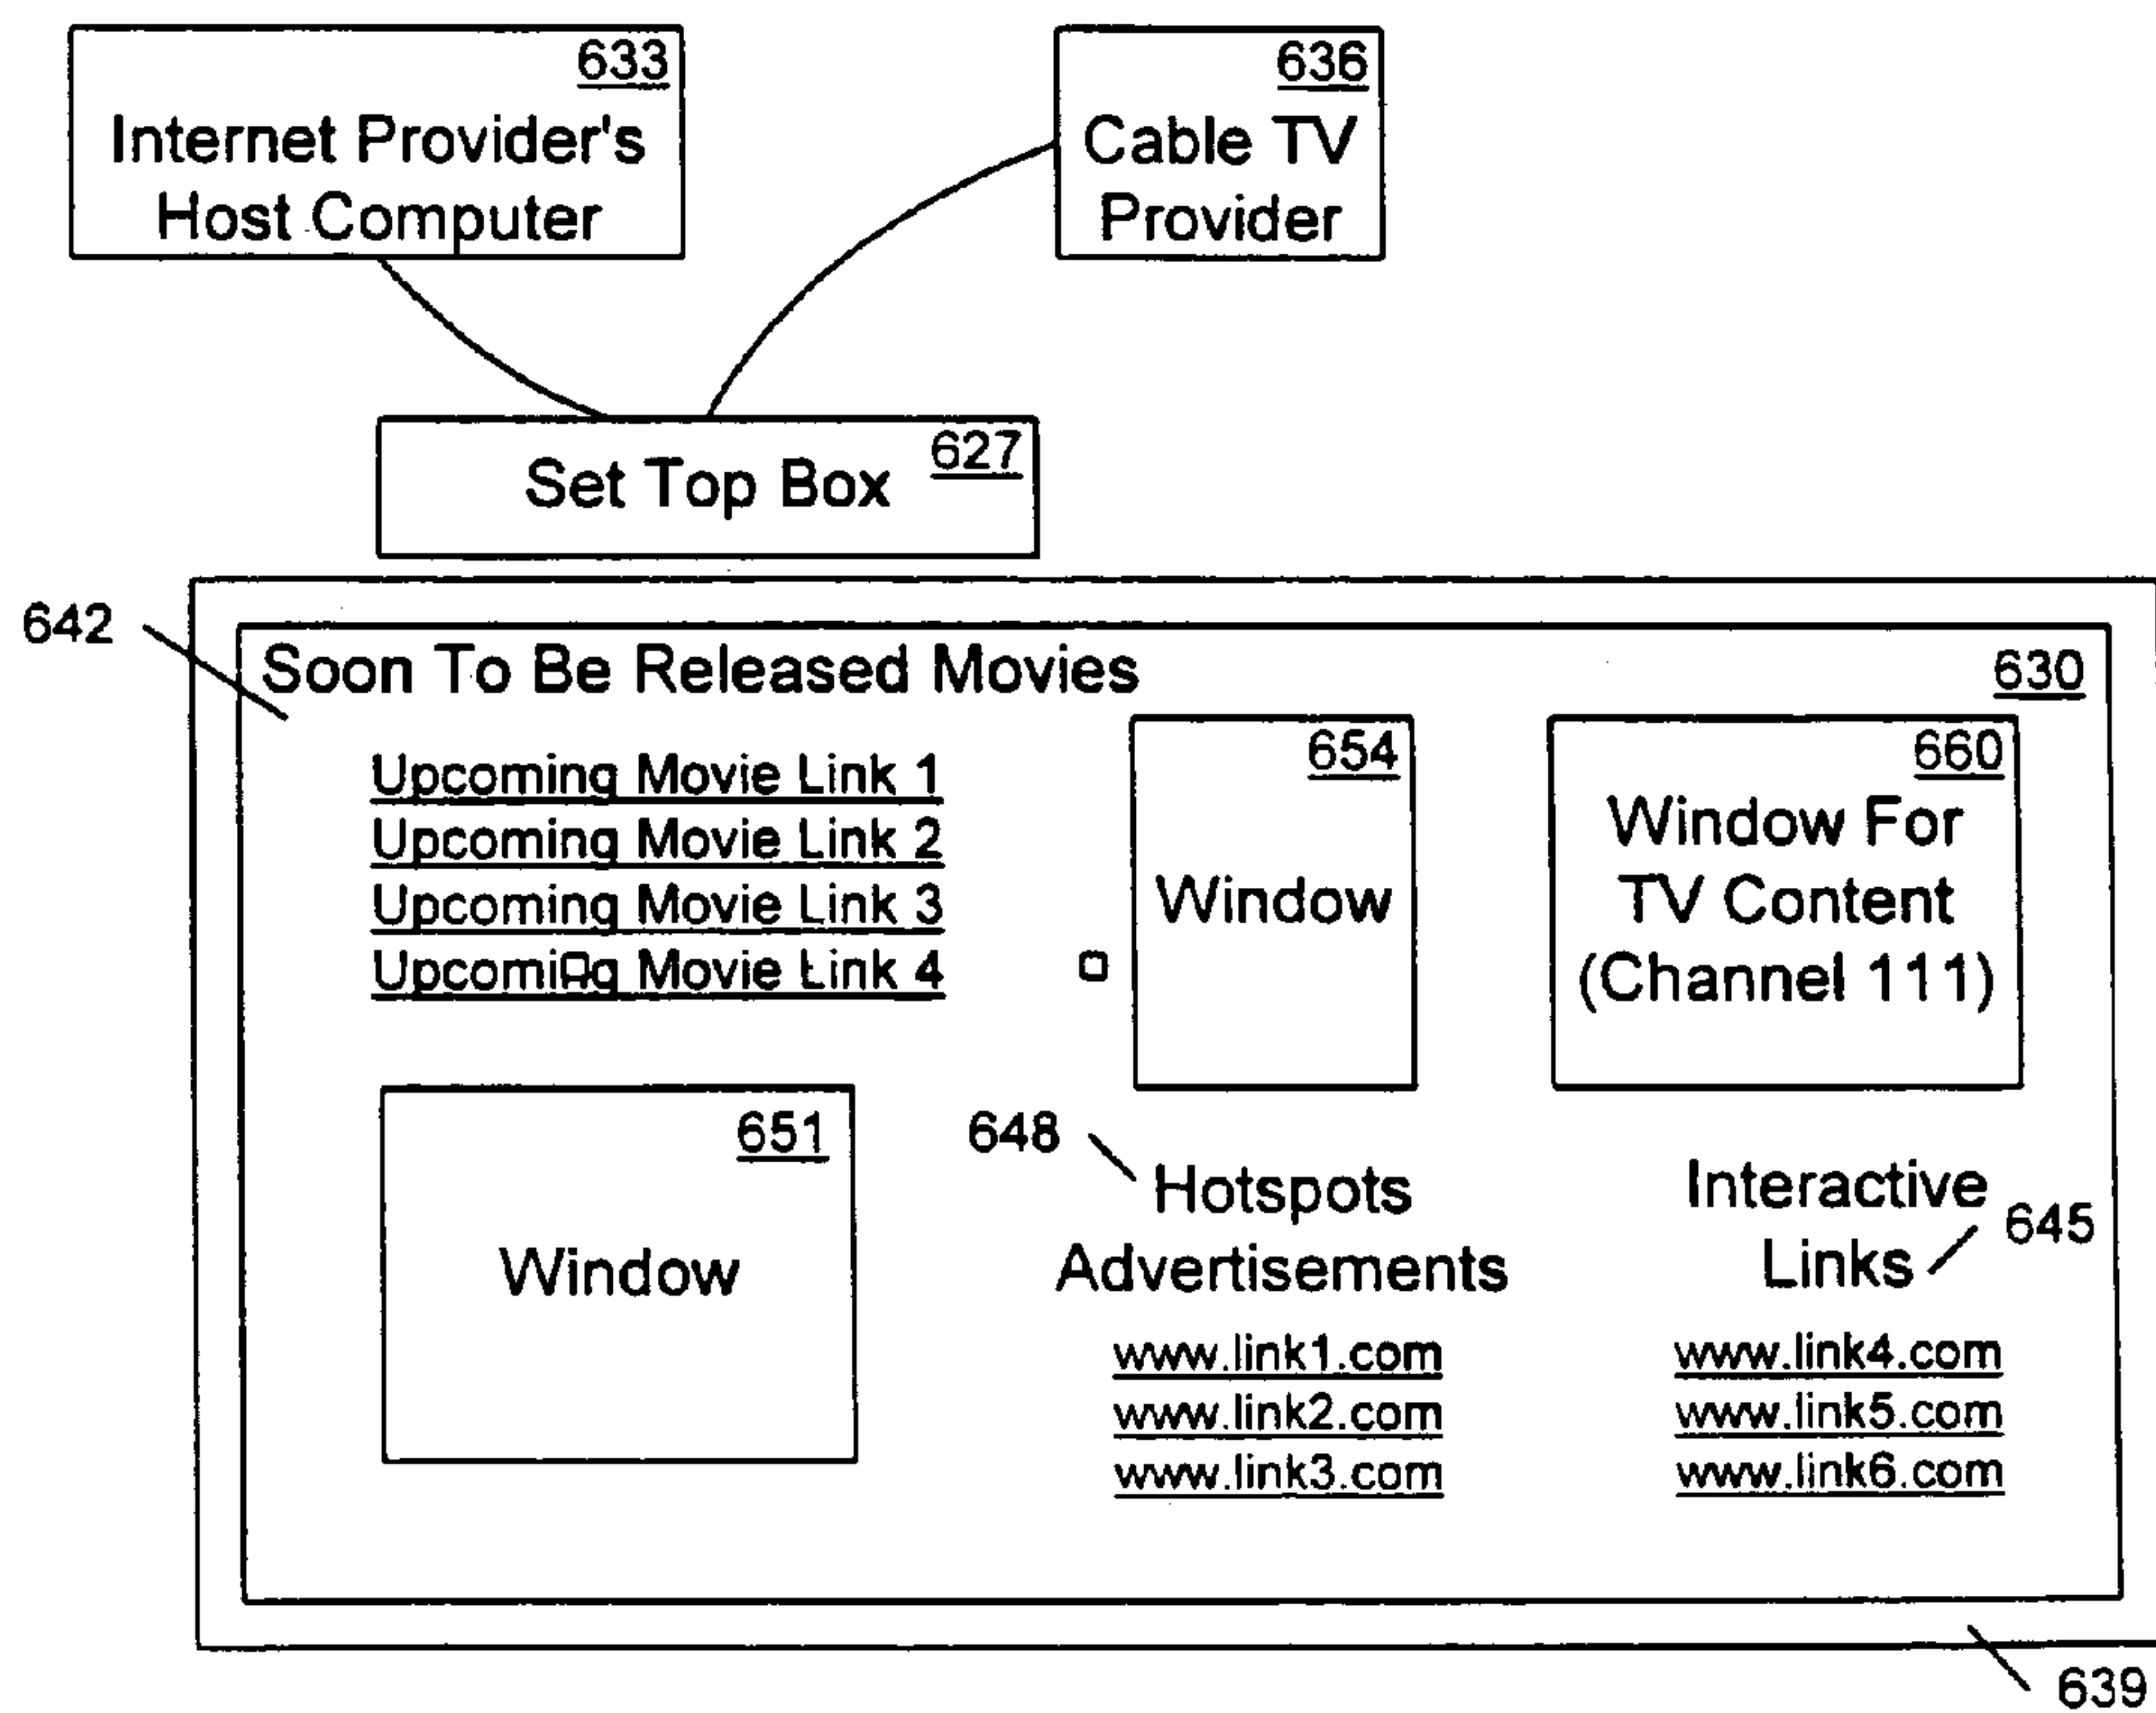 633
Internet Provider's
Host Computer
636
Cable TV
Provider
627
Set Top Box
642
Soon To Be Released Movies
630
Upcoming Movie Link 1
Upcoming Movie Link 2
Upcoming Movie Link 3
Upcoming Movie Link 4
654
Window
660
Window For
TV Content
(Channel 111)
651
Window
648
Hotspots
Advertisements
www.link1.com
www.link2.com
www.link3.com
Interactive
Links
645
www.link4.com
www.link5.com
www.link6.com
639